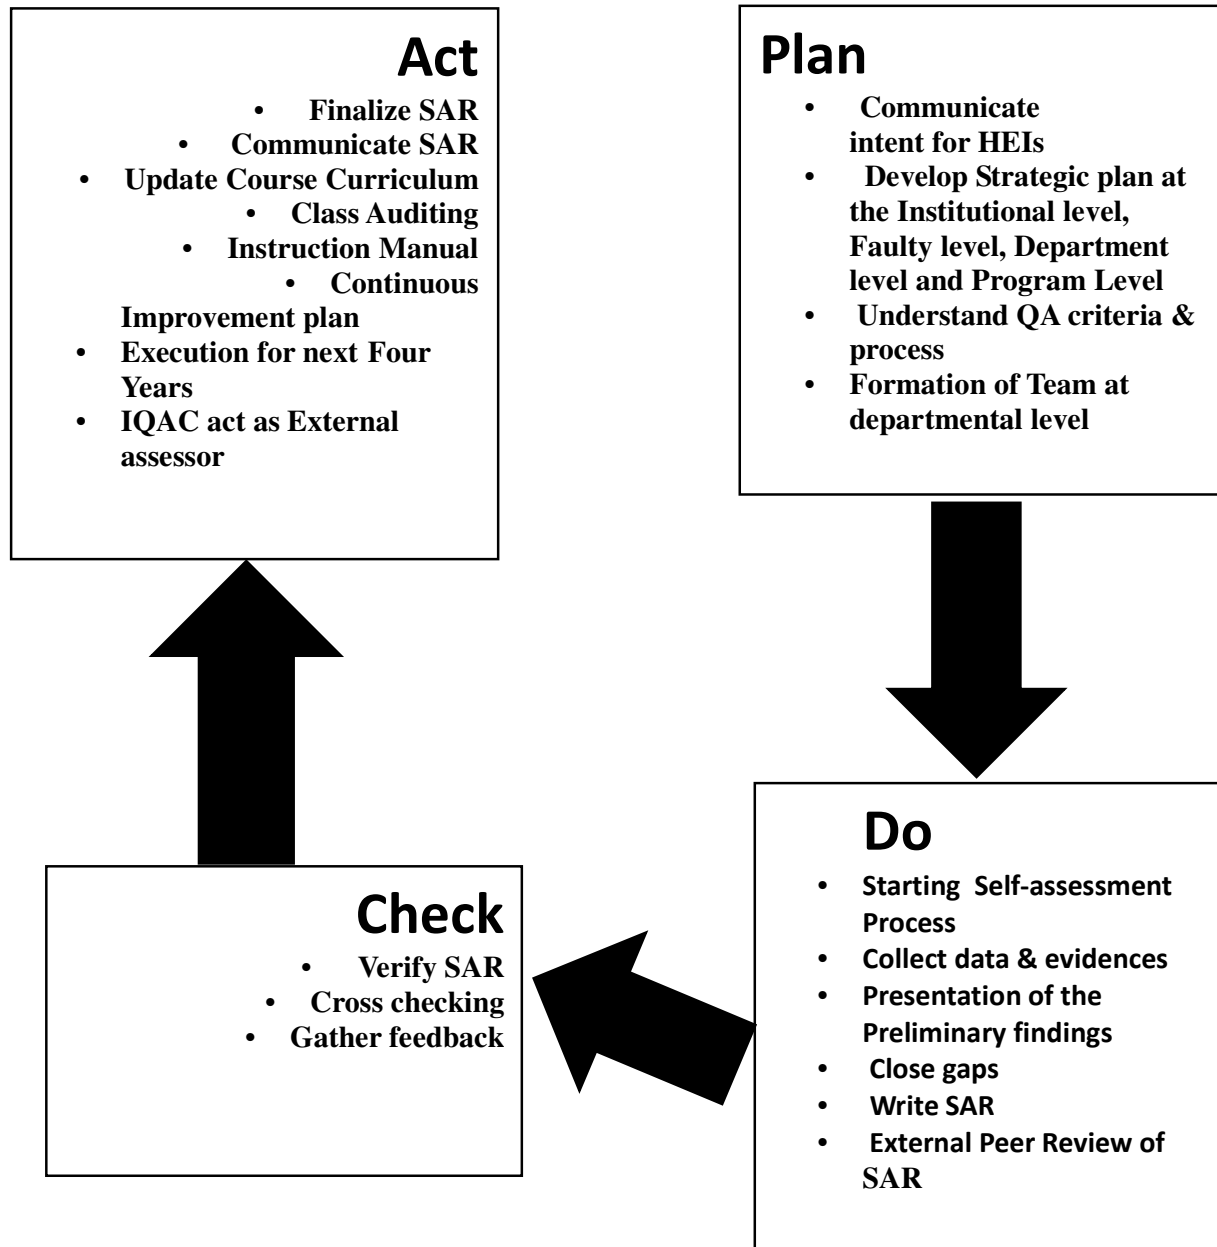 Act
• Finalize SAR
• Communicate SAR
• Update Course Curriculum
• Class Auditing
• Instruction Manual
• Continuous
Improvement plan
• Execution for next Four
Years
• IQAC act as External
assessor
Plan
• Communicate
intent for HEIs
• Develop Strategic plan at
the Institutional level,
Faulty level, Department
level and Program Level
• Understand QA criteria &
process
• Formation of Team at
departmental level
Do
• Starting Self-assessment
Process
• Collect data & evidences
• Presentation of the
Preliminary findings
• Close gaps
• Write SAR
• External Peer Review of
SAR
Check
• Verify SAR
• Cross checking
• Gather feedback